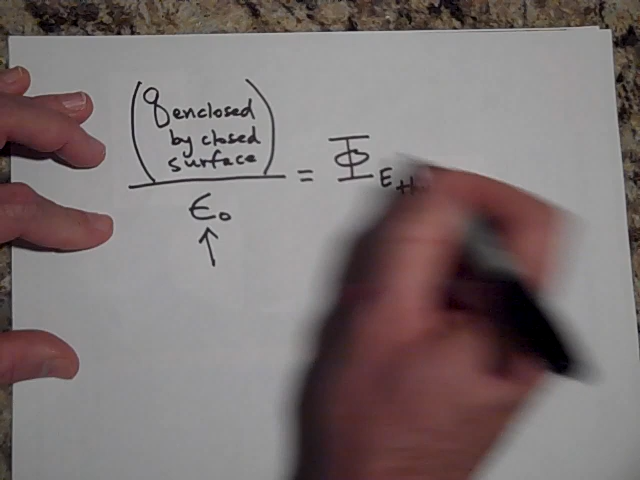 (q enclosed
by closed
surface)
ε₀
= Φ E
↑